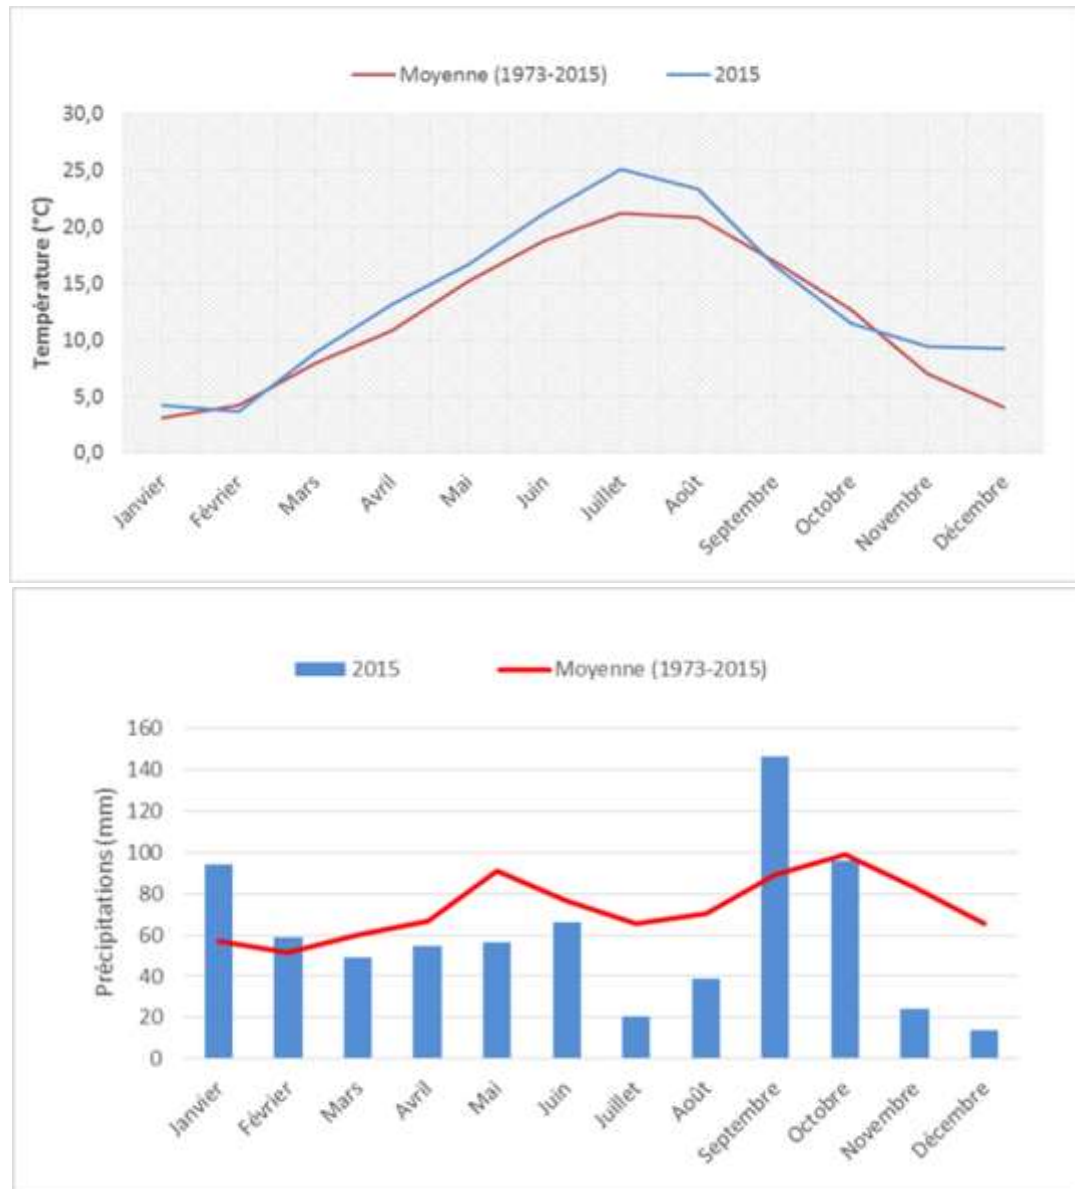 Moyenne (1973-2015) 2015
30,0
25,0
20,0
15,0
10,0
5,0
0,0
Température (°C)
Janvier Février Mars Avril Mai Juin Juillet Août Septembre Octobre Novembre Décembre
2015 Moyenne (1973-2015)
160
140
120
100
80
60
40
20
0
Précipitations (mm)
Janvier Février Mars Avril Mai Juin Juillet Août Septembre Octobre Novembre Décembre